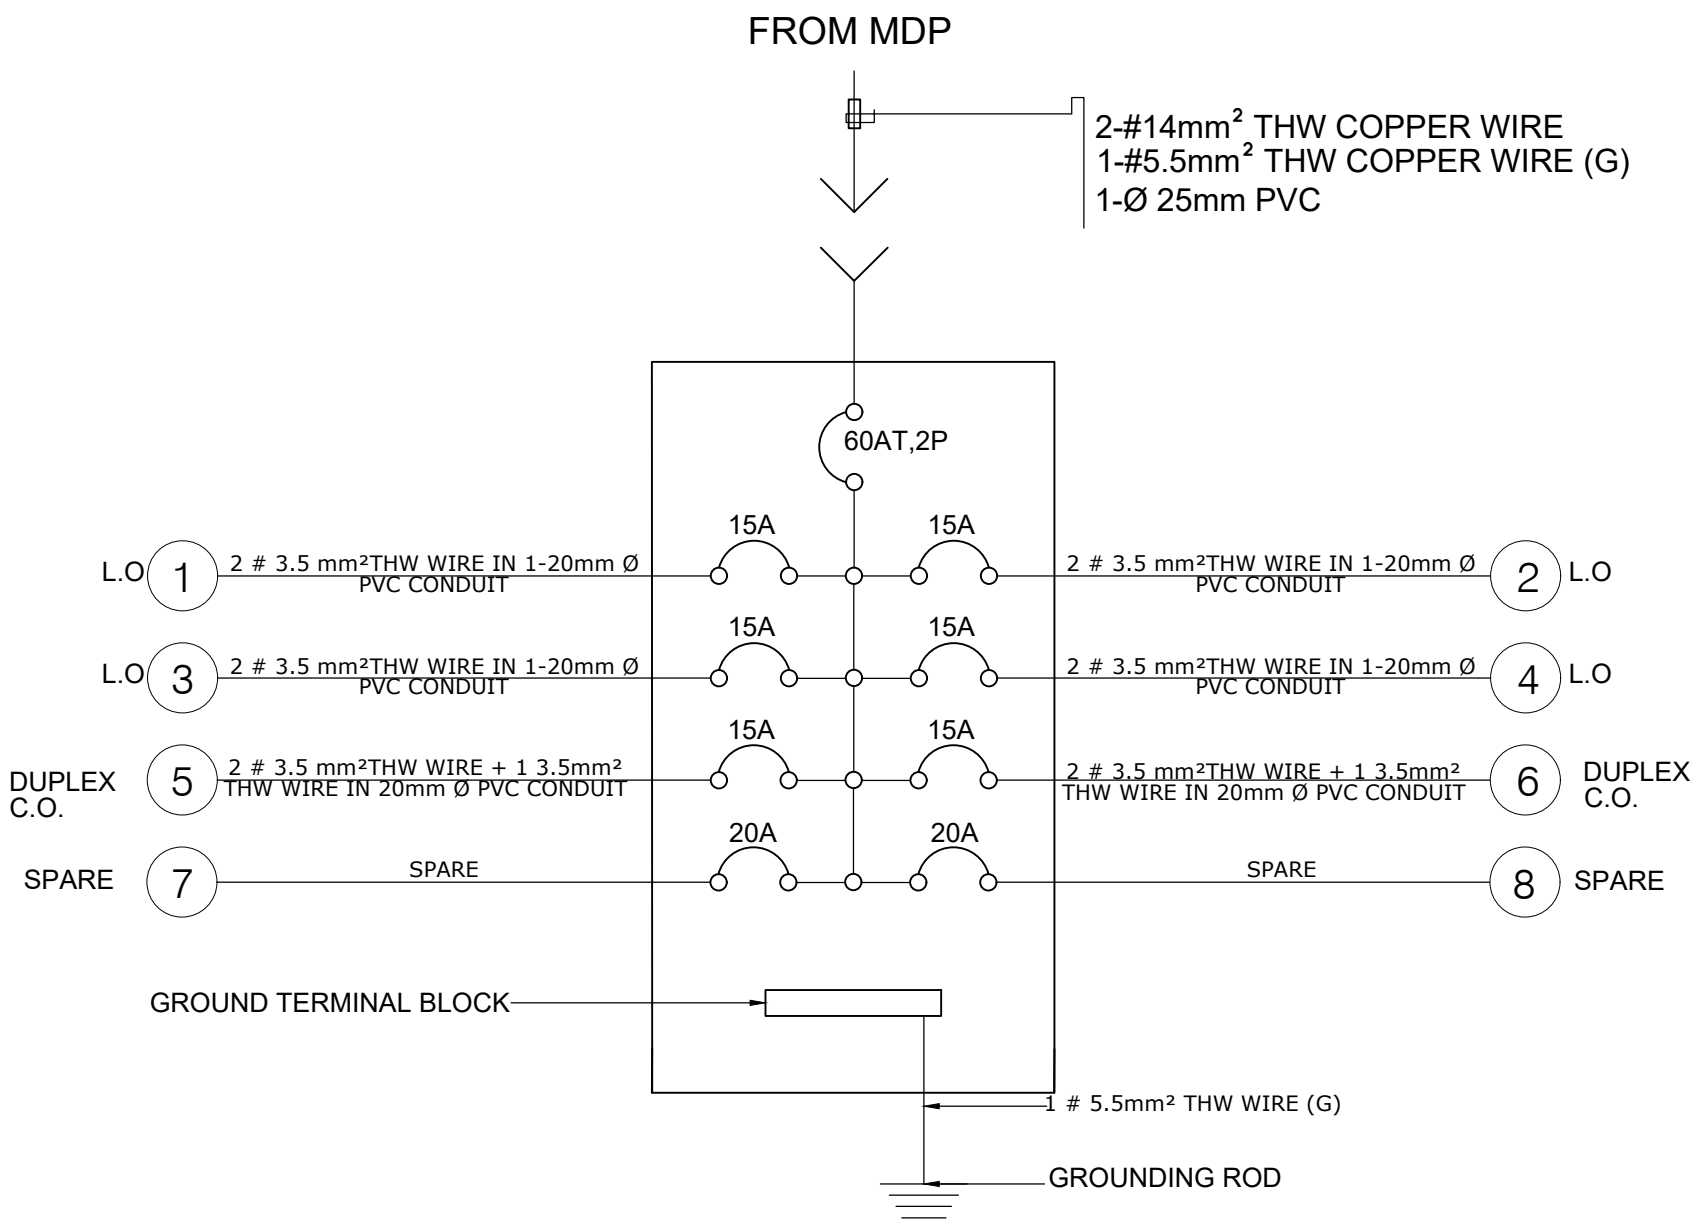 FROM MDP
2-#14mm² THW COPPER WIRE
1-#5.5mm² THW COPPER WIRE (G)
1-Ø 25mm PVC
60AT,2P
15A
15A
L.O
1
2 # 3.5 mm²THW WIRE IN 1-20mm Ø
PVC CONDUIT
2 # 3.5 mm²THW WIRE IN 1-20mm Ø
PVC CONDUIT
2
L.O
15A
15A
L.O
3
2 # 3.5 mm²THW WIRE IN 1-20mm Ø
PVC CONDUIT
2 # 3.5 mm²THW WIRE IN 1-20mm Ø
PVC CONDUIT
4
L.O
15A
15A
DUPLEX
C.O.
5
2 # 3.5 mm²THW WIRE + 1 3.5mm²
THW WIRE IN 20mm Ø PVC CONDUIT
2 # 3.5 mm²THW WIRE + 1 3.5mm²
THW WIRE IN 20mm Ø PVC CONDUIT
6
DUPLEX
C.O.
20A
20A
SPARE
7
SPARE
SPARE
8
SPARE
GROUND TERMINAL BLOCK
1 # 5.5mm² THW WIRE (G)
GROUNDING ROD